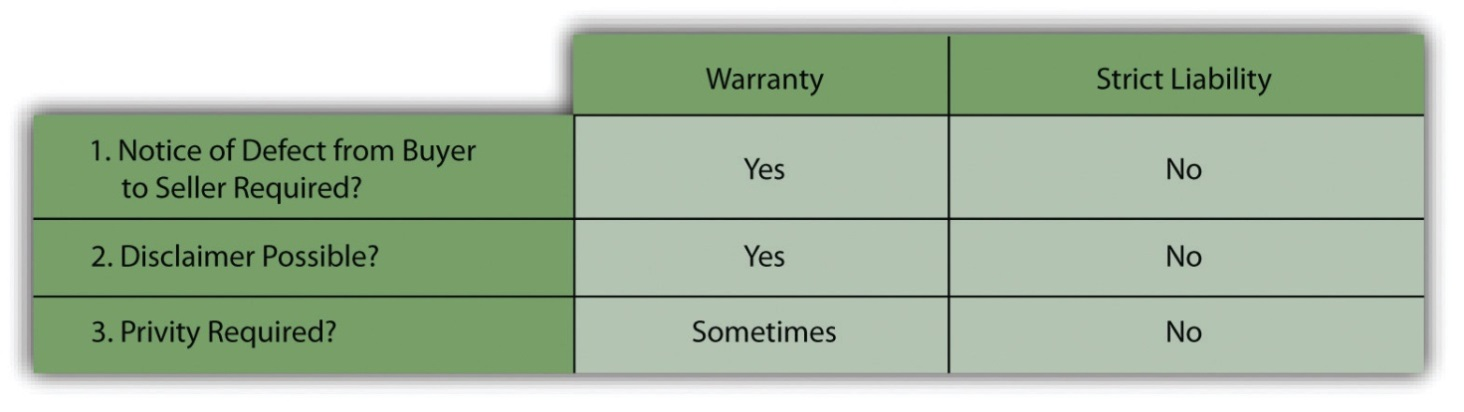 Warranty
Strict Liability
1. Notice of Defect from Buyer
to Seller Required?
Yes
No
2. Disclaimer Possible?
Yes
No
3. Privity Required?
Sometimes
No